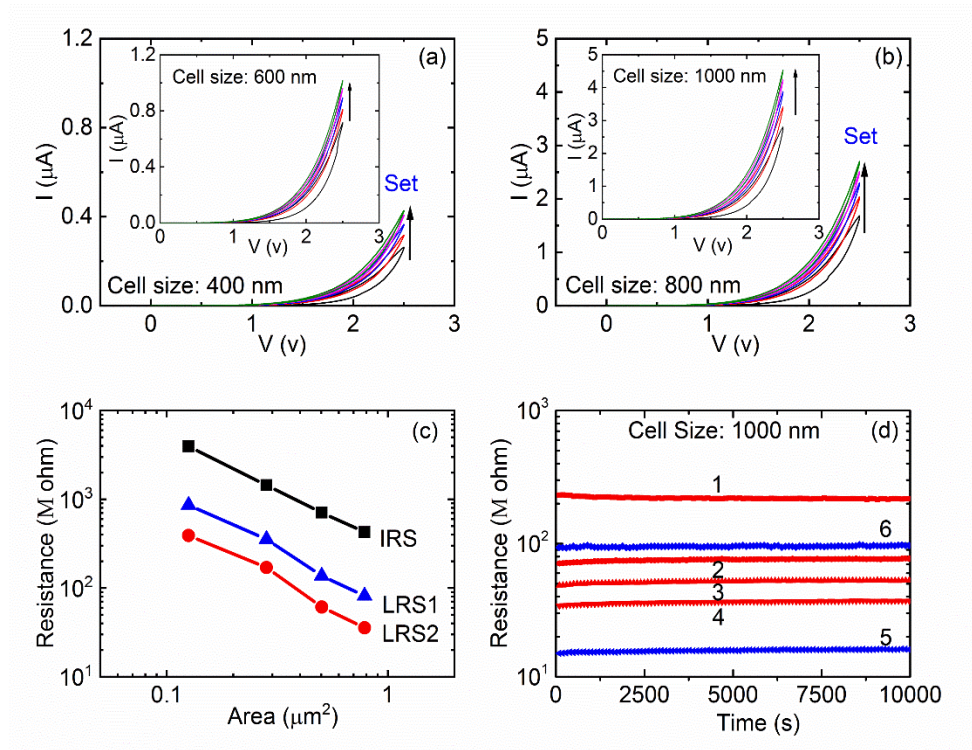 (a)
1.2
0.8
0.4
0.0
I (μA)
0
1
2
3
V (v)
Cell size: 400 nm
Set
Cell size: 600 nm
1.2
0.8
0.4
0.0
I (μA)
0
1
2
3
V (v)
(b)
5
4
3
2
1
0
I (μA)
0
1
2
3
V (v)
Cell size: 800 nm
Set
Cell size: 1000 nm
5
4
3
2
1
0
I (μA)
0
1
2
3
V (v)
(c)
10⁴
10³
10²
10¹
Resistance (M ohm)
IRS
LRS1
LRS2
0.1
1
Area (μm²)
(d)
Cell Size: 1000 nm
10³
10²
10¹
Resistance (M ohm)
1
6
2
3
4
5
0
2500
5000
7500
10000
Time (s)